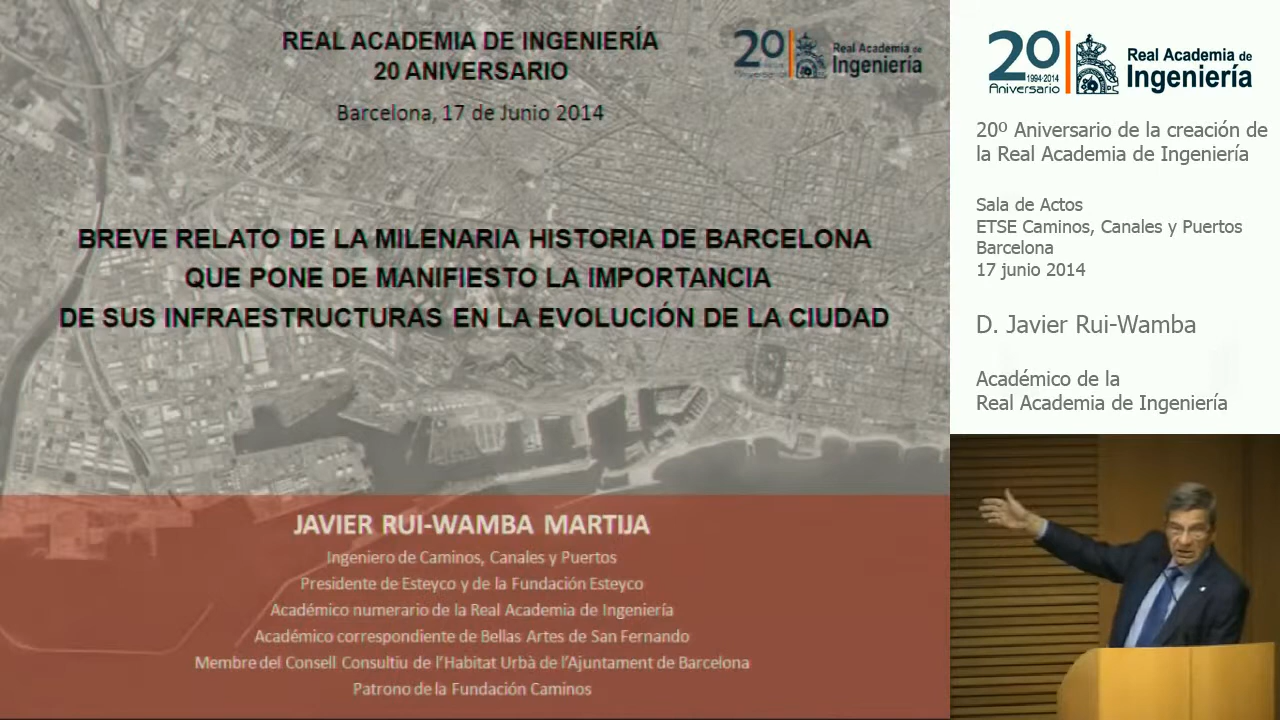 REAL ACADEMIA DE INGENIERÍA
20 ANIVERSARIO
Barcelona, 17 de Junio 2014
20
Aniversario
Real Academia de
Ingeniería
BREVE RELATO DE LA MILENARIA HISTORIA DE BARCELONA
QUE PONE DE MANIFIESTO LA IMPORTANCIA
DE SUS INFRAESTRUCTURAS EN LA EVOLUCIÓN DE LA CIUDAD
JAVIER RUI-WAMBA MARTIJA
Ingeniero de Caminos, Canales y Puertos
Presidente de Esteyco y de la Fundación Esteyco
Académico numerario de la Real Academia de Ingeniería
Académico correspondiente de Bellas Artes de San Fernando
Membre del Consell Consultiu de l'Habitat Urbà de l'Ajuntament de Barcelona
Patrono de la Fundación Caminos
20
1994-2014
Aniversario
Real Academia de
Ingeniería
20º Aniversario de la creación de
la Real Academia de Ingeniería
Sala de Actos
ETSE Caminos, Canales y Puertos
Barcelona
17 junio 2014
D. Javier Rui-Wamba
Académico de la
Real Academia de Ingeniería